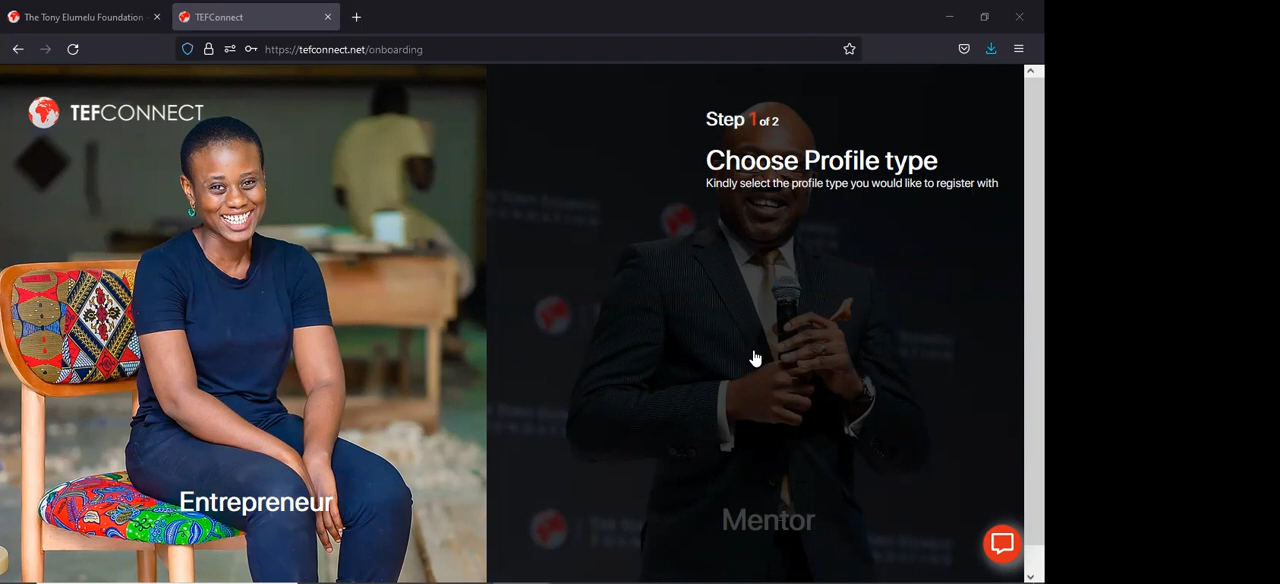 The Tony Elumelu Foundation -
TEFConnect
https://tefconnect.net/onboarding
TEFCONNECT
Step 1 of 2
Choose Profile type
Kindly select the profile type you would like to register with
Entrepreneur
Mentor